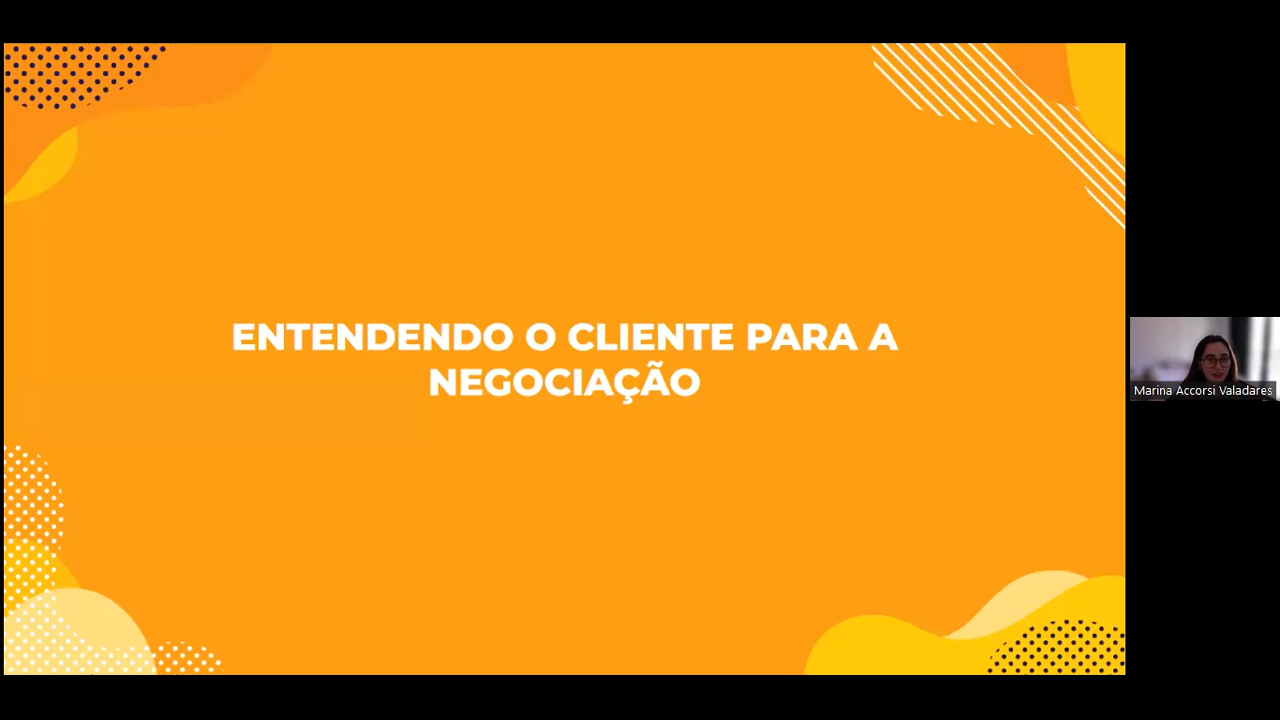 ENTENDENDO O CLIENTE PARA A
NEGOCIAÇÃO
Marina Accorsi Valadares